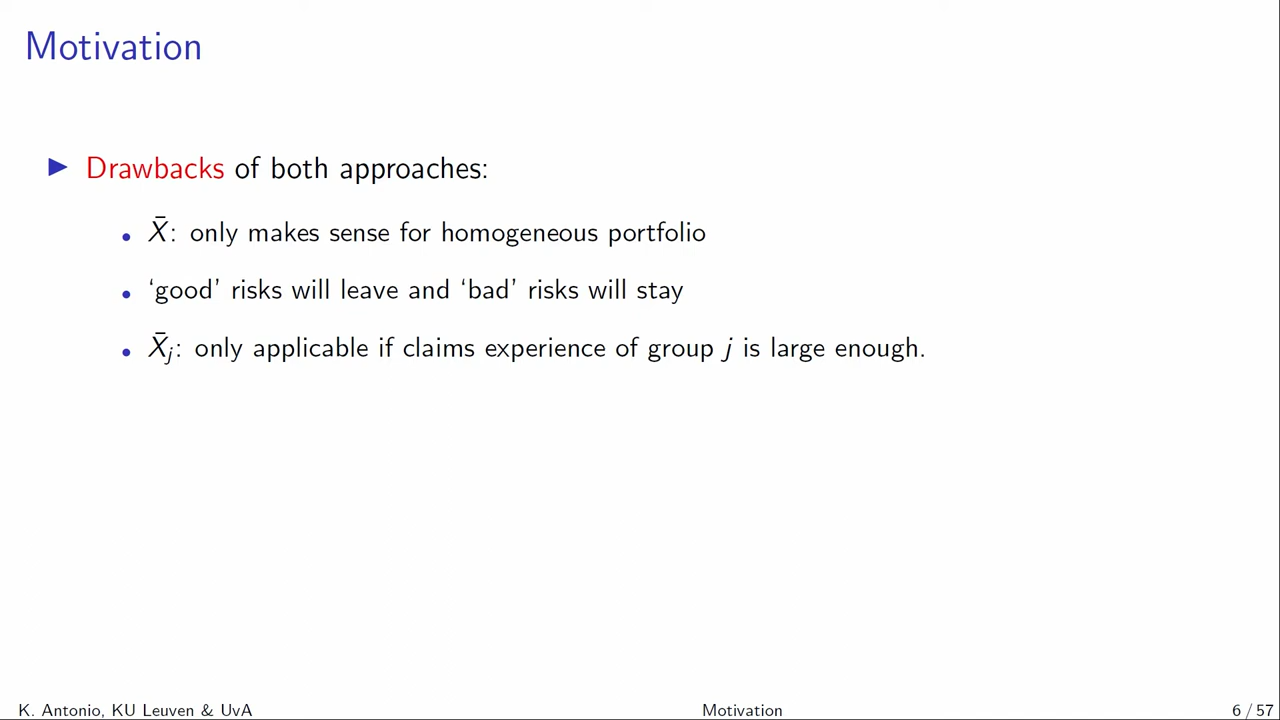 Motivation
▶ Drawbacks of both approaches:
• X̄: only makes sense for homogeneous portfolio
• ‘good’ risks will leave and ‘bad’ risks will stay
• X̄ⱼ: only applicable if claims experience of group j is large enough.
K. Antonio, KU Leuven & UvA
Motivation
6 / 57